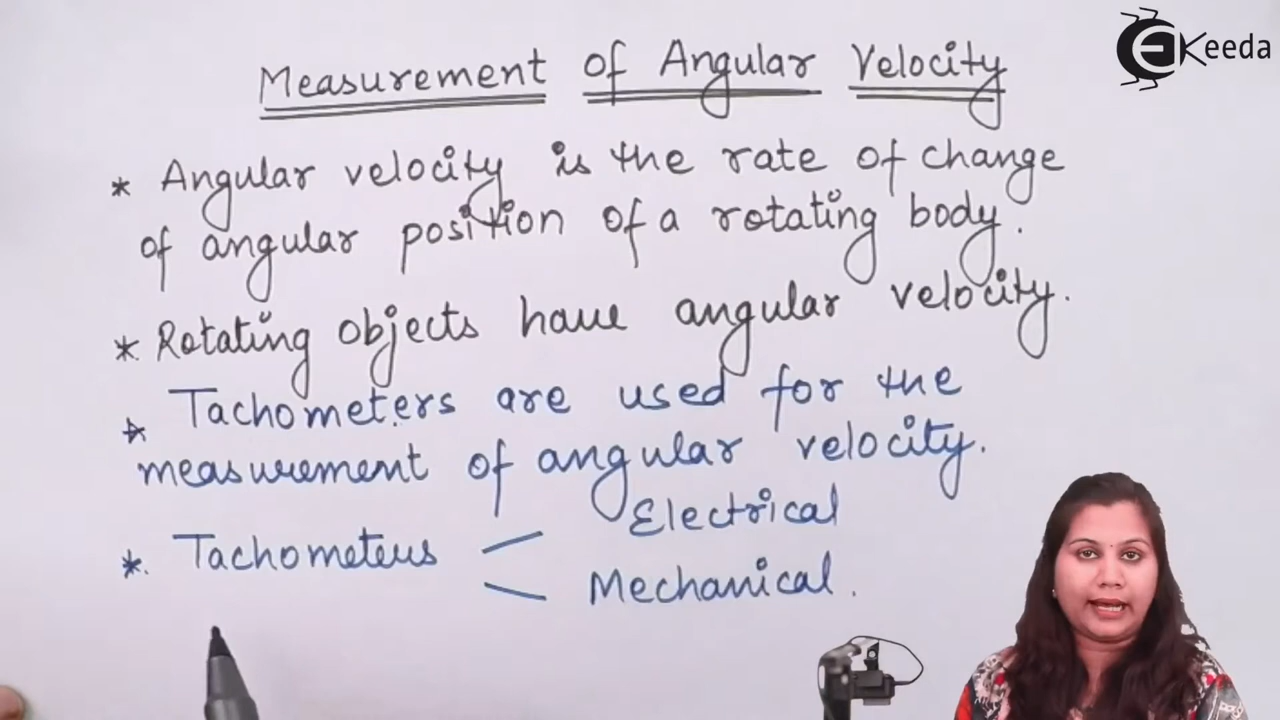 Measurement of Angular Velocity
EKeeda
* Angular velocity is the rate of change
of angular position of a rotating body.
* Rotating objects have angular velocity.
* Tachometers are used for the
measurement of angular velocity.
* Tachometers
Electrical
Mechanical.